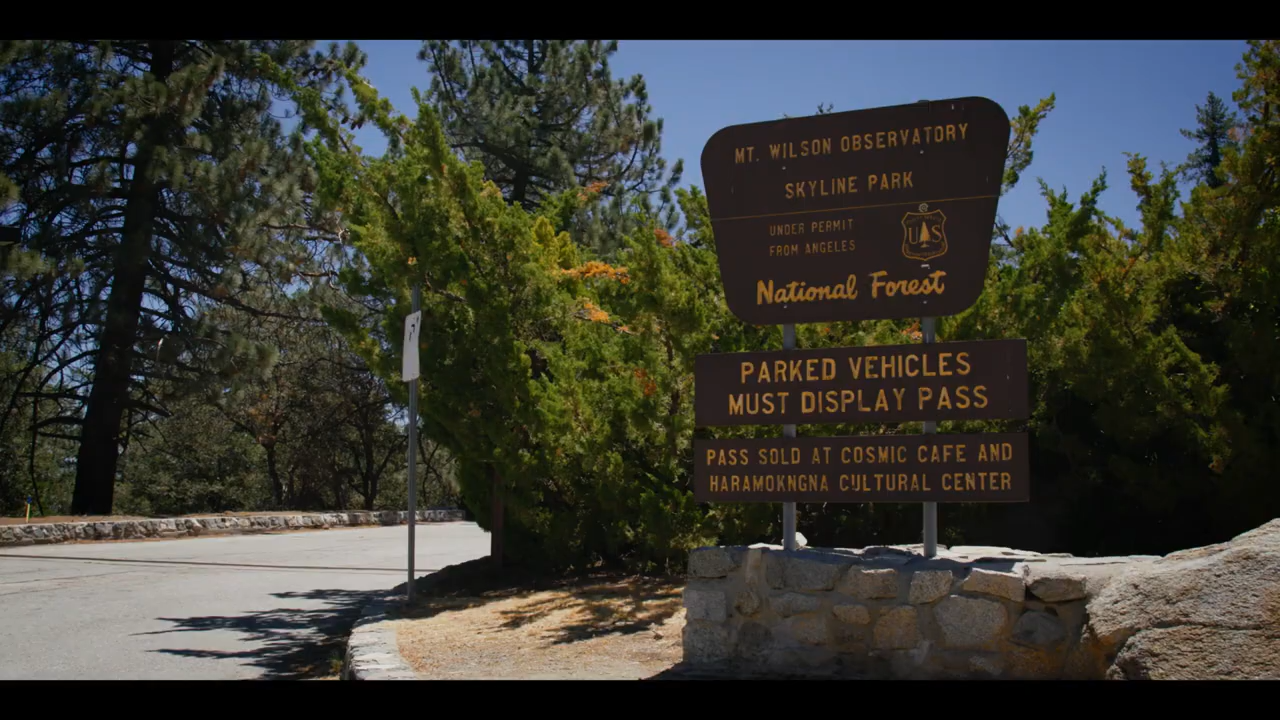 MT. WILSON OBSERVATORY
SKYLINE PARK
UNDER PERMIT
FROM ANGELES
UAS
National Forest
PARKED VEHICLES
MUST DISPLAY PASS
PASS SOLD AT COSMIC CAFE AND
HARAMOKNGNA CULTURAL CENTER